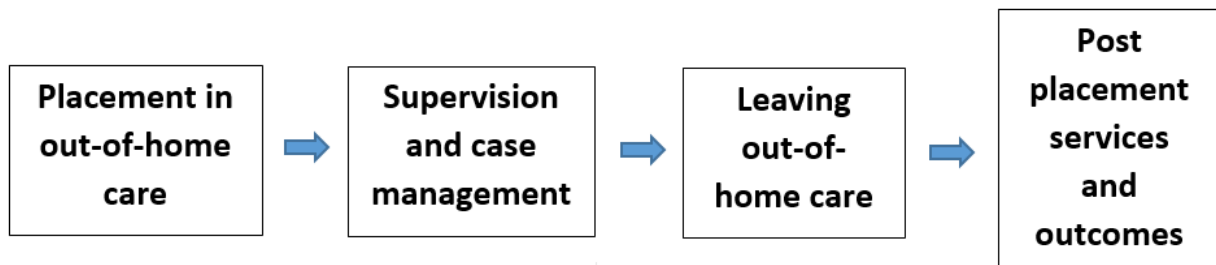 Placement in
out-of-home
care
Supervision
and case
management
Leaving
out-of-
home care
Post
placement
services
and
outcomes